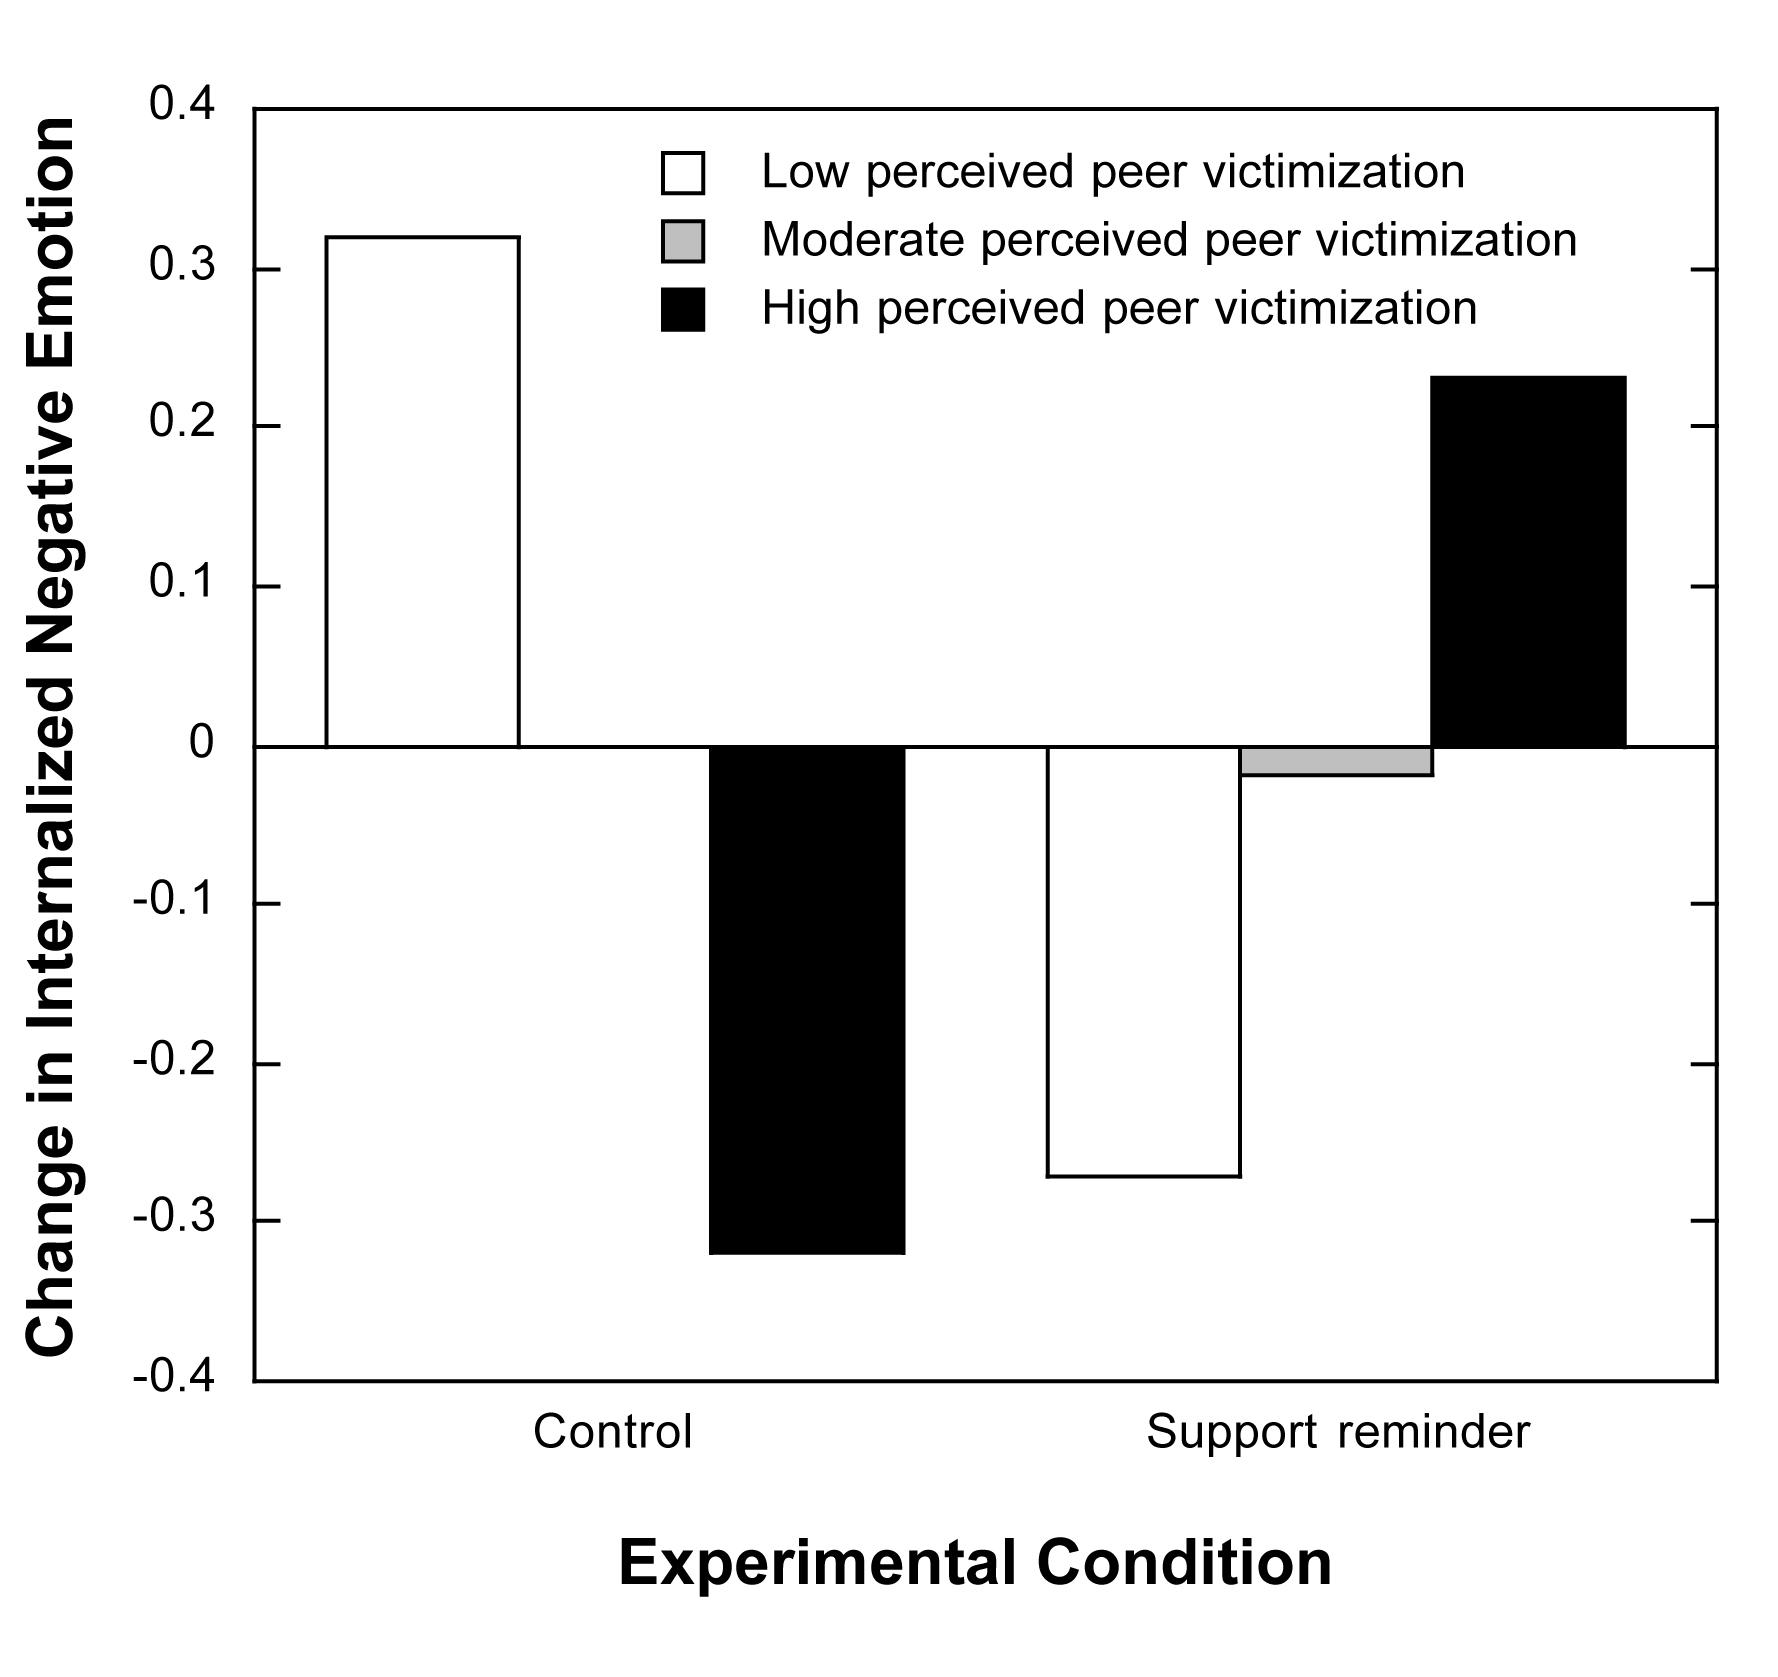 Change in Internalized Negative Emotion
0.4
0.3
0.2
0.1
0
-0.1
-0.2
-0.3
-0.4
Low perceived peer victimization
Moderate perceived peer victimization
High perceived peer victimization
Control
Support reminder
Experimental Condition